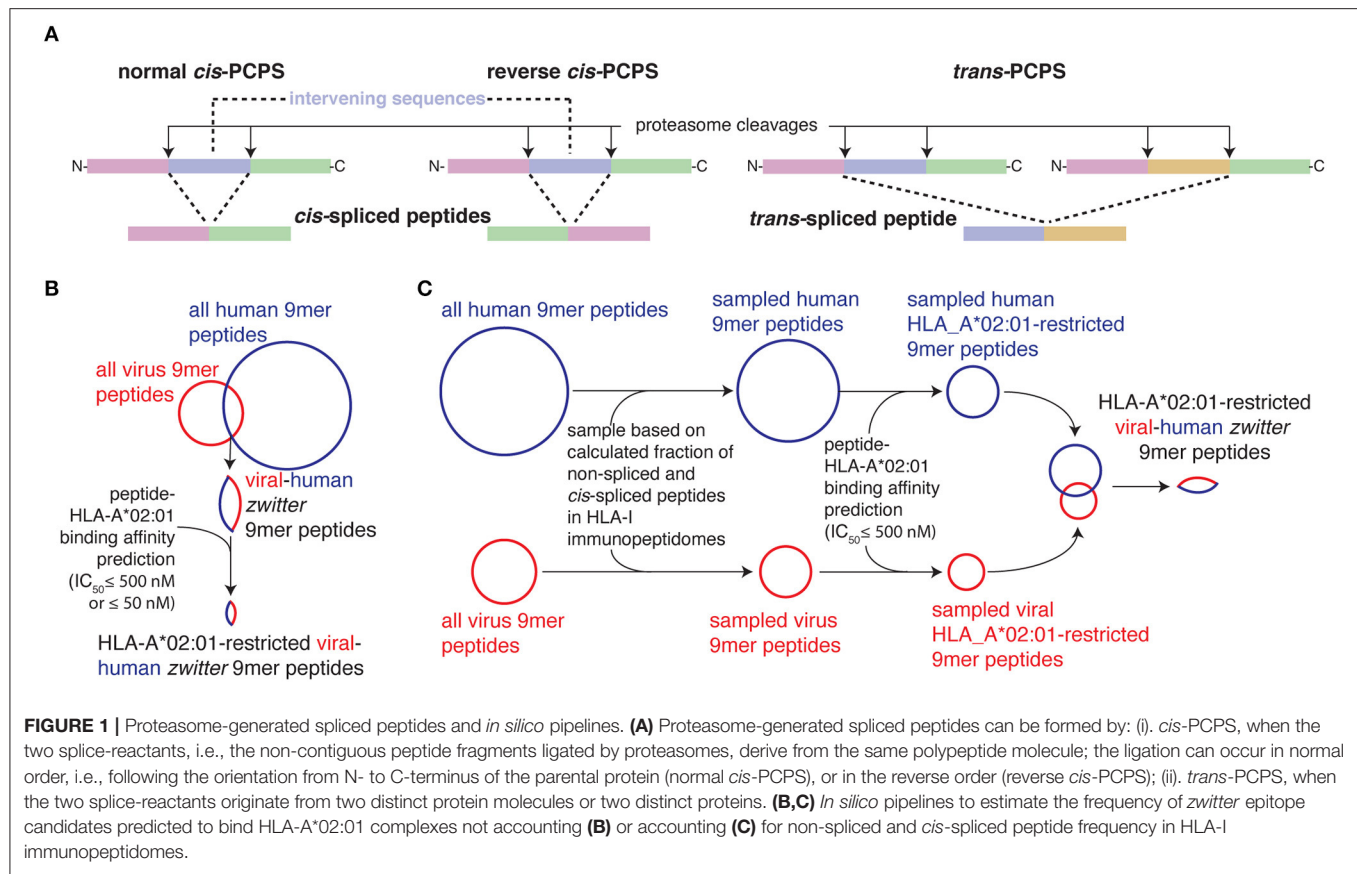 A
normal cis-PCPS
reverse cis-PCPS
trans-PCPS
intervening sequences
proteasome cleavages
N-
-C
N-
-C
N-
-C
N-
-C
cis-spliced peptides
trans-spliced peptide
B
all human 9mer
peptides
all virus 9mer
peptides
viral-human
zwitter
9mer peptides
peptide-
HLA-A*02:01
binding affinity
prediction
(IC50≤ 500 nM
or ≤ 50 nM)
HLA-A*02:01-restricted viral-
human zwitter 9mer peptides
C
all human 9mer peptides
sampled human
9mer peptides
sampled human
HLA_A*02:01-restricted
9mer peptides
sample based on
calculated fraction of
non-spliced and
cis-spliced peptides
in HLA-I
immunopeptidomes
peptide-
HLA-A*02:01
binding affinity
prediction
(IC50≤ 500 nM)
HLA-A*02:01-restricted
viral-human zwitter
9mer peptides
all virus 9mer
peptides
sampled virus
9mer peptides
sampled viral
HLA_A*02:01-restricted
9mer peptides
FIGURE 1 | Proteasome-generated spliced peptides and in silico pipelines. (A) Proteasome-generated spliced peptides can be formed by: (i). cis-PCPS, when the
two splice-reactants, i.e., the non-contiguous peptide fragments ligated by proteasomes, derive from the same polypeptide molecule; the ligation can occur in normal
order, i.e., following the orientation from N- to C-terminus of the parental protein (normal cis-PCPS), or in the reverse order (reverse cis-PCPS); (ii). trans-PCPS, when
the two splice-reactants originate from two distinct protein molecules or two distinct proteins. (B,C) In silico pipelines to estimate the frequency of zwitter epitope
candidates predicted to bind HLA-A*02:01 complexes not accounting (B) or accounting (C) for non-spliced and cis-spliced peptide frequency in HLA-I
immunopeptidomes.